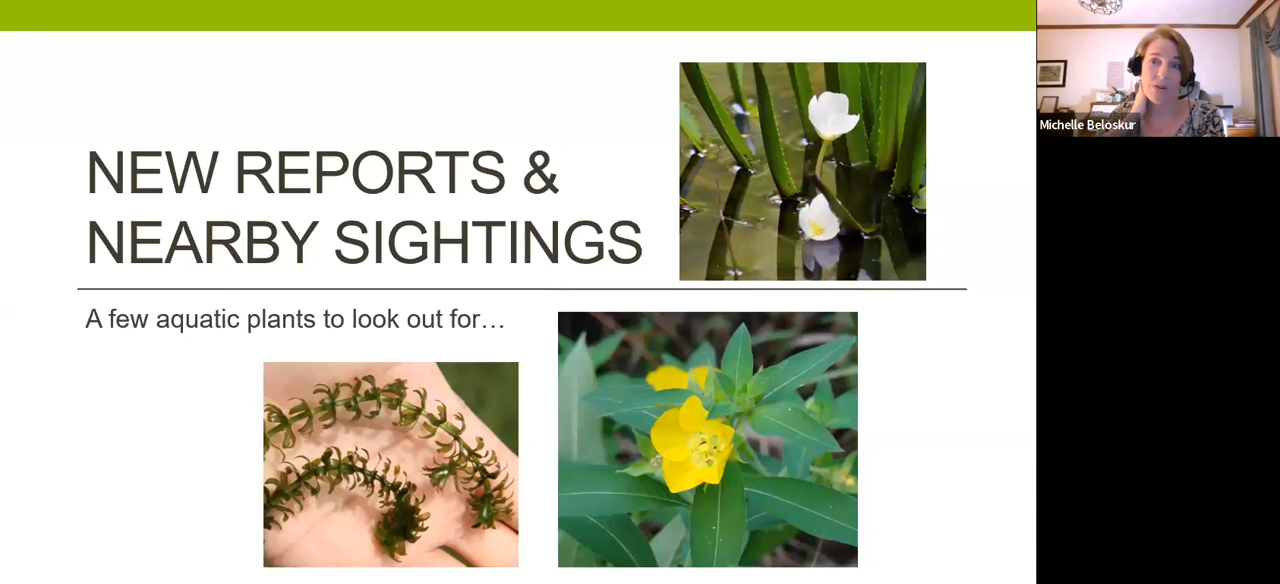 NEW REPORTS &
NEARBY SIGHTINGS
A few aquatic plants to look out for…
Michelle Beloskur